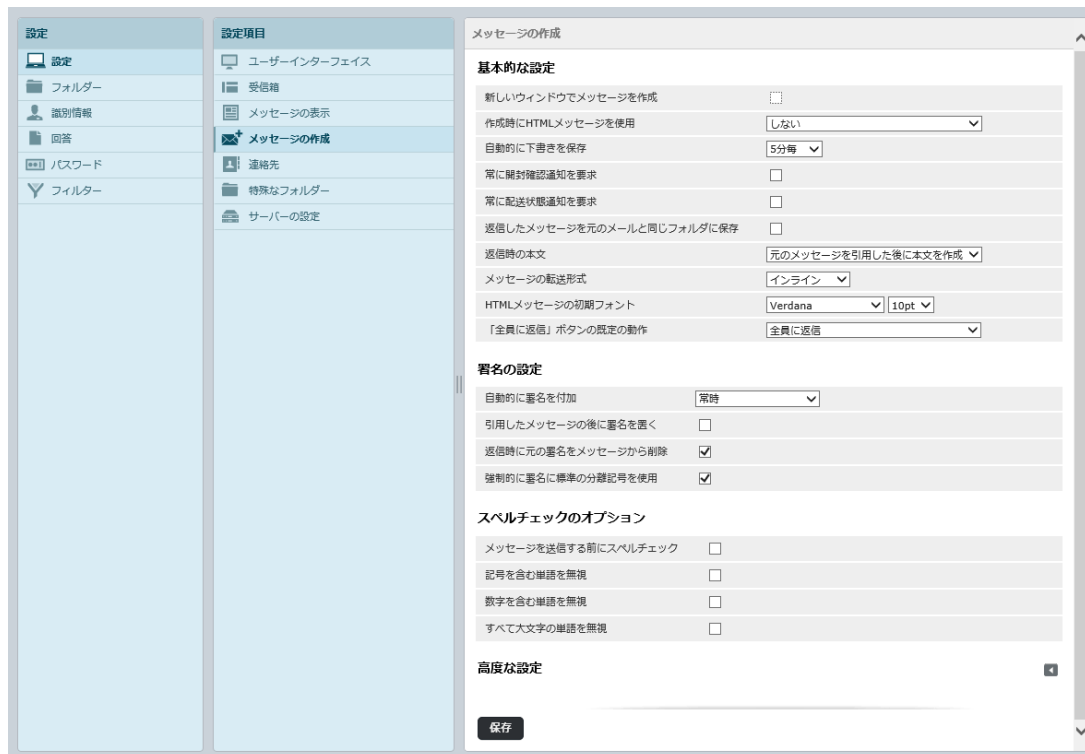 設定
設定
フォルダー
識別情報
回答
パスワード
フィルター
設定項目
ユーザーインターフェイス
受信箱
メッセージの表示
メッセージの作成
連絡先
特殊なフォルダー
サーバーの設定
メッセージの作成
基本的な設定
新しいウィンドウでメッセージを作成
作成時にHTMLメッセージを使用 しない
自動的に下書きを保存 5分毎
常に開封確認通知を要求
常に配送状態通知を要求
返信したメッセージを元のメールと同じフォルダに保存
返信時の本文 元のメッセージを引用した後に本文を作成
メッセージの転送形式 インライン
HTMLメッセージの初期フォント Verdana 10pt
「全員に返信」ボタンの既定の動作 全員に返信
署名の設定
自動的に署名を付加 常時
引用したメッセージの後に署名を置く
返信時に元の署名をメッセージから削除
強制的に署名に標準の分離記号を使用
スペルチェックのオプション
メッセージを送信する前にスペルチェック
記号を含む単語を無視
数字を含む単語を無視
すべて大文字の単語を無視
高度な設定
保存